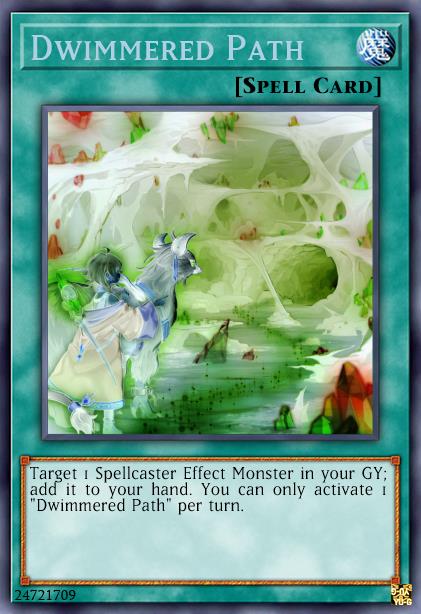 Dwimmered Path
魔
[Spell Card]
Target 1 Spellcaster Effect Monster in your GY;
add it to your hand. You can only activate 1
"Dwimmered Path" per turn.
24721709